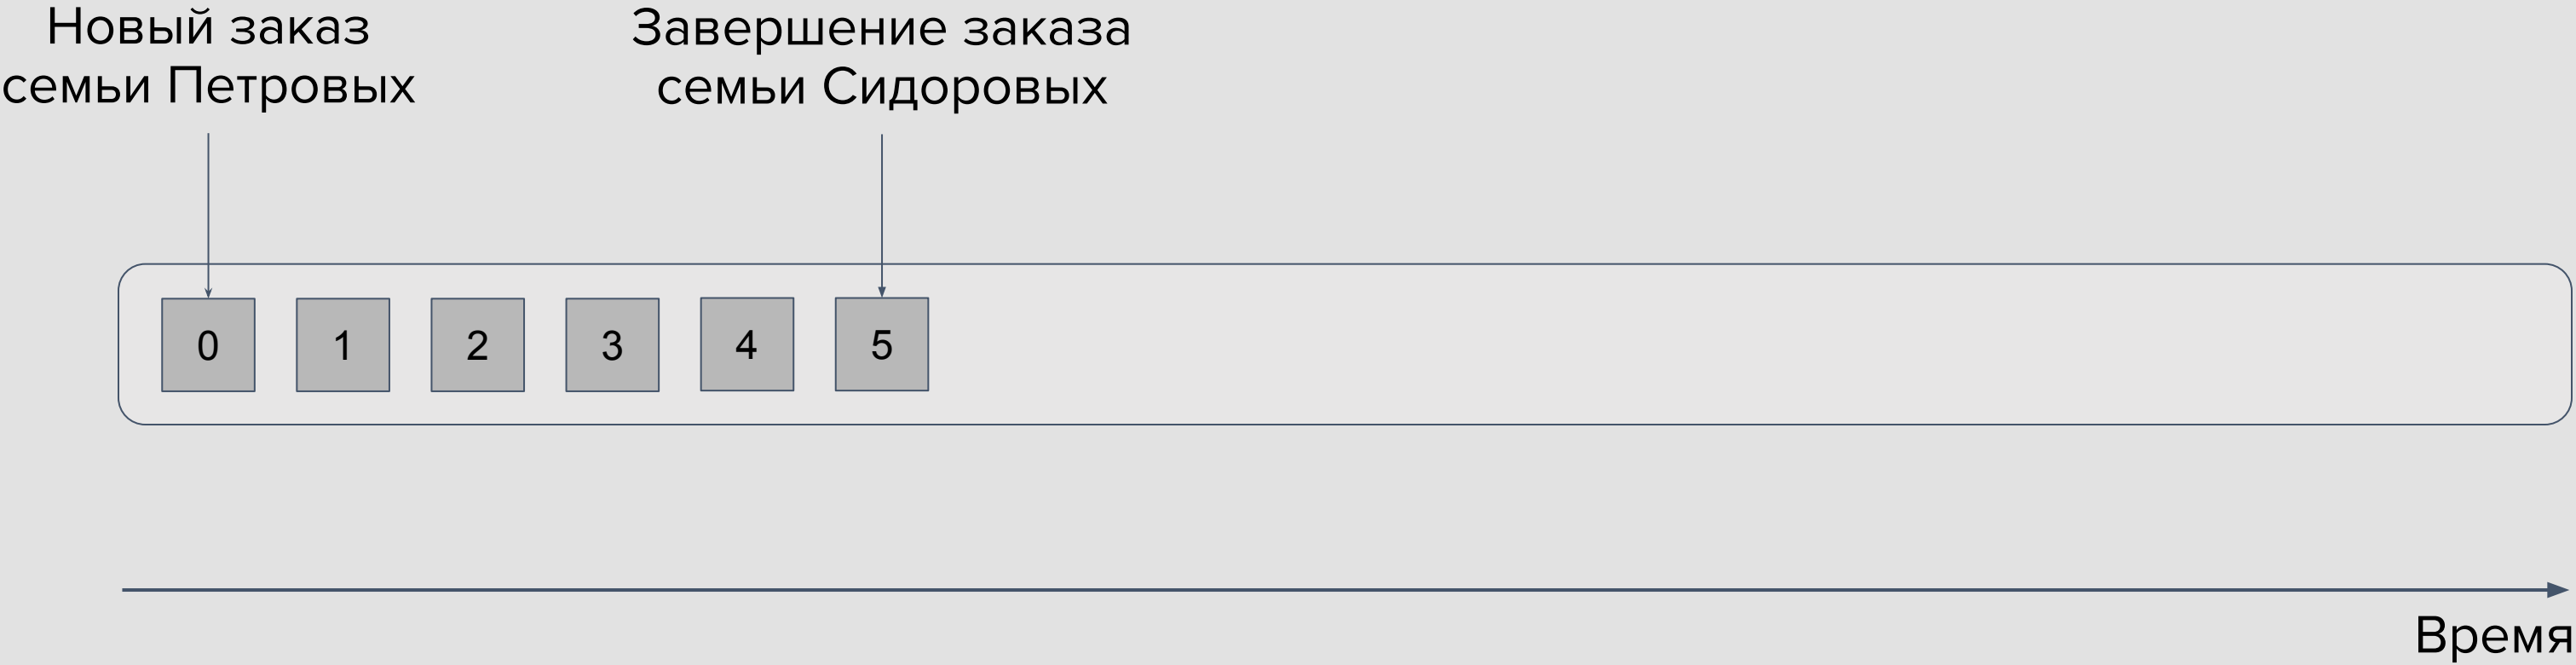 Новый заказ
семьи Петровых
Завершение заказа
семьи Сидоровых
0 1 2 3 4 5
Время